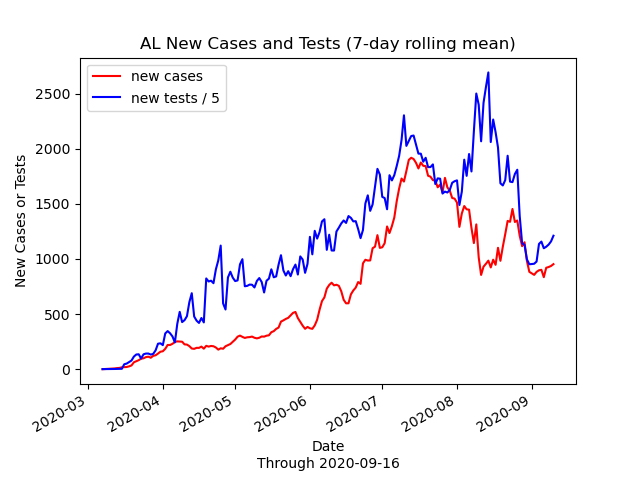 AL New Cases and Tests (7-day rolling mean)
new cases
new tests / 5
New Cases or Tests
2500
2000
1500
1000
500
0
2020-03
2020-04
2020-05
2020-06
2020-07
2020-08
2020-09
Date
Through 2020-09-16